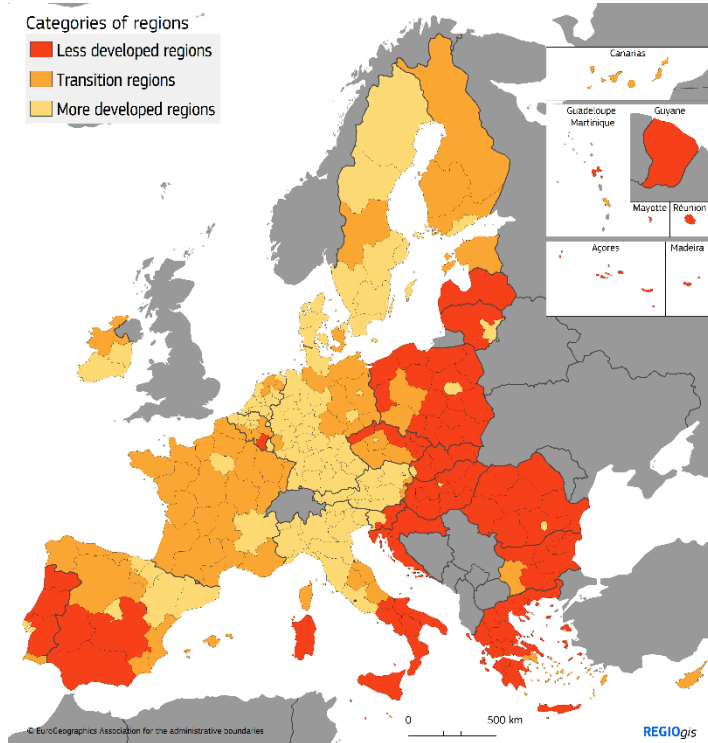 Categories of regions
Less developed regions
Transition regions
More developed regions
Canarias
Guadeloupe
Martinique
Guyane
Mayotte
Réunion
Açores
Madeira
© EuroGeographics Association for the administrative boundaries
0
500 km
REGIOgis